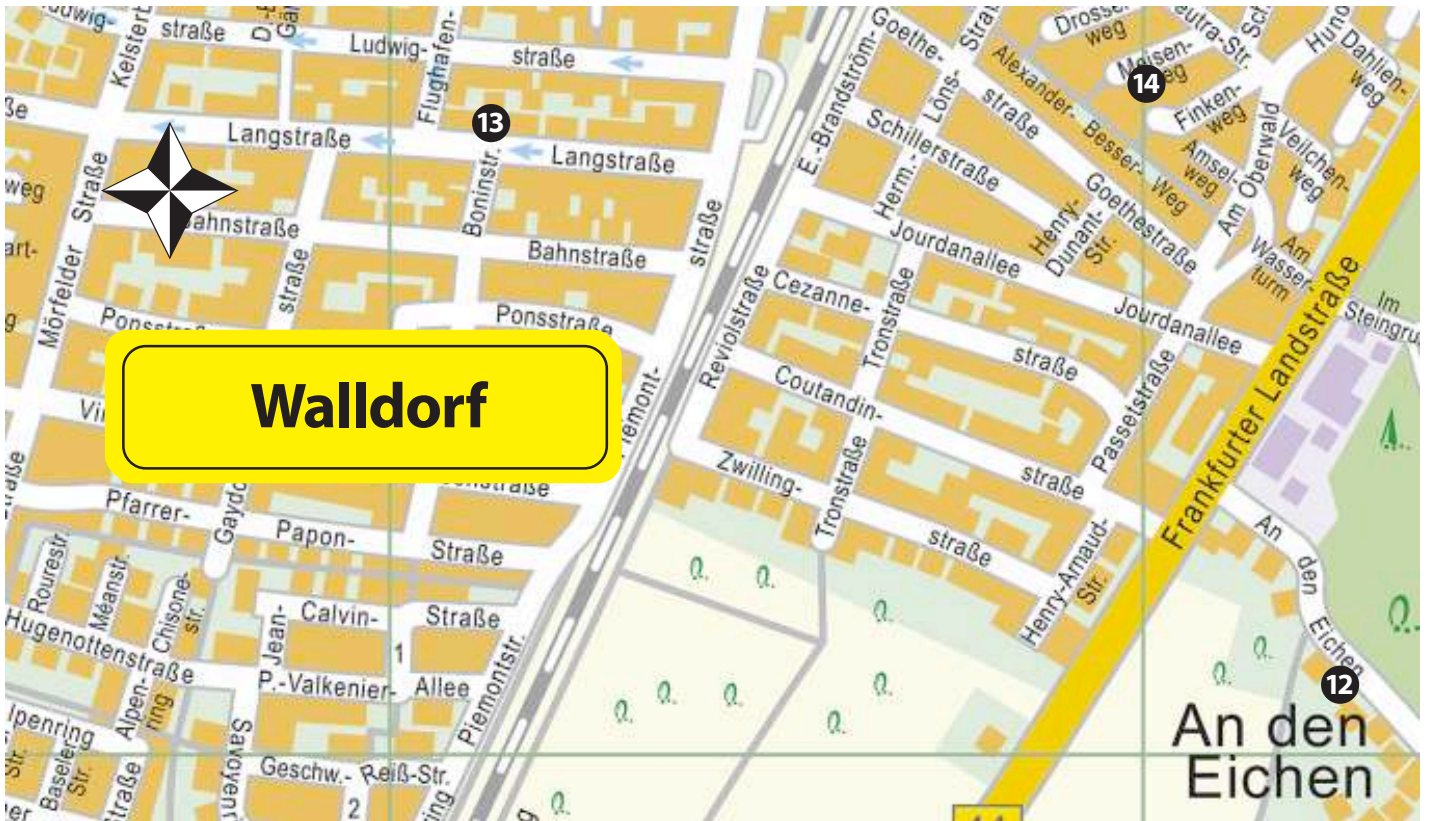 Ludwig-
straße
Ludwig-
straße
Flughafen-
E.-Brandström-
Goethe-
straße
Drossel
weg
Meisen-
weg
14
Finken-
weg
Dahlien-
weg
Alexander-
Besser-
Weg
13
Langstraße
Langstraße
Schillerstraße
Herm.-
Löns-
Amsel-
weg
Am Oberwald
Veilchen-
weg
weg
Mörfelder
Straße
Bahnstraße
Boninstr.
Bahnstraße
straße
straße
Jourdanallee
Henry-
Dunant-
Str.
Goethestraße
Am
Wasser-
turm
Im
Cezanne-
straße
Jourdanallee
Ponsstraße
Reviolstraße
Tronstraße
Coutandin-
straße
Passetstraße
Frankfurter Landstraße
Walldorf
Zwilling-
straße
Tronstraße
Pfarrer-
Papon-
Straße
Henry-Arnaud-
Str.
An
den
Eichen
Rourestr.
Méanstr.
Chisone-
str.
Calvin-
Straße
Jean-
Hugenottenstraße
1
P.-Valkenier-
Allee
Piemontstr.
12
An den
Eichen
Alpen-
ring
Baseler
Str.
Geschw.-
Reiß-Str.
2